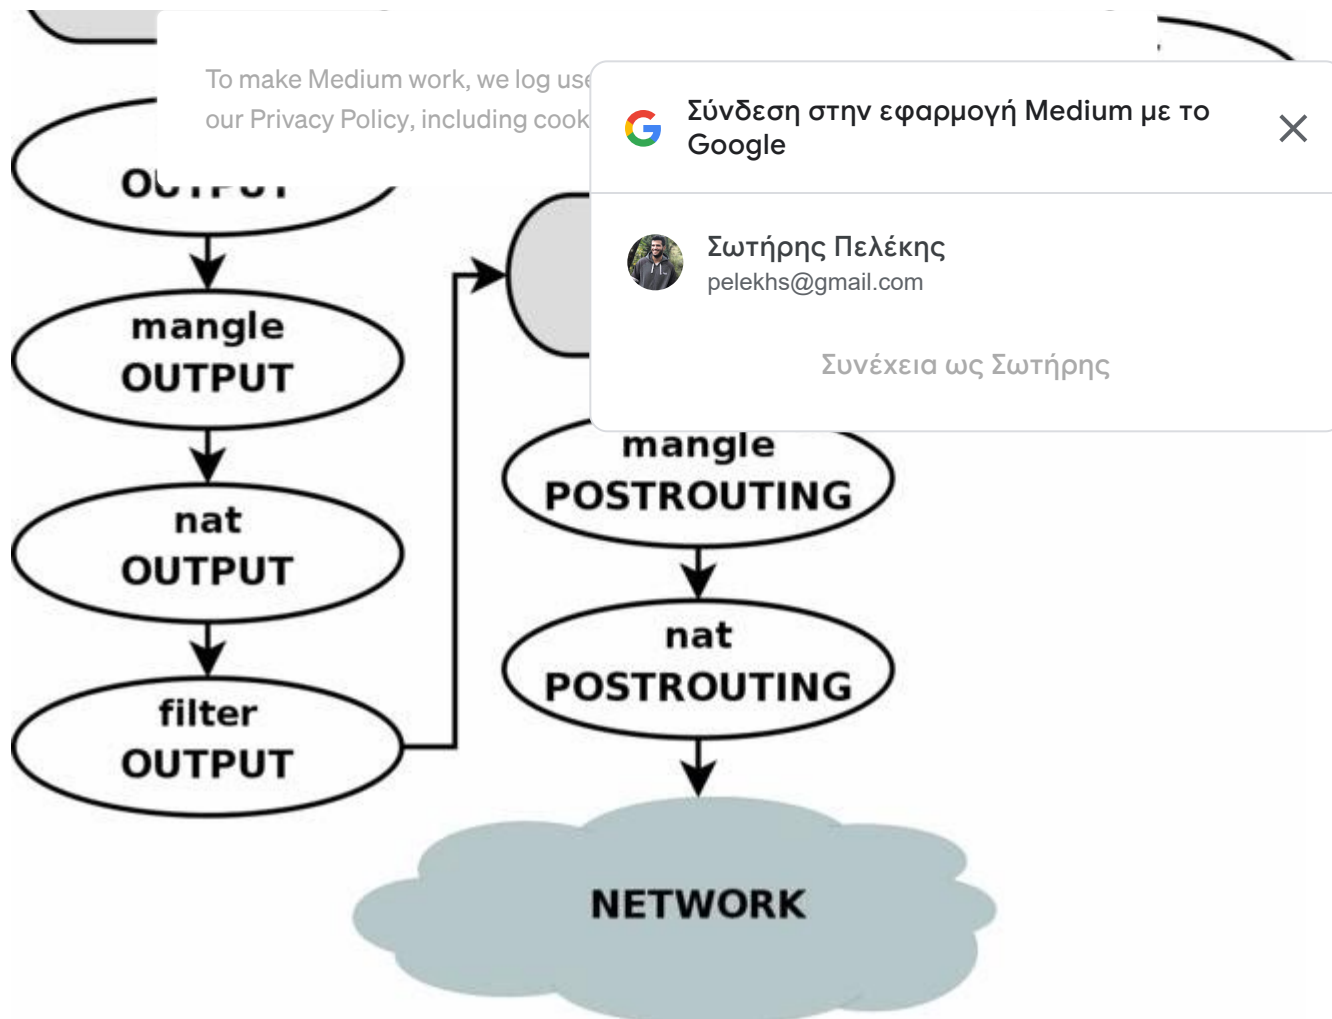 To make Medium work, we log use
our Privacy Policy, including cook
Σύνδεση στην εφαρμογή Medium με το
Google
Σωτήρης Πελέκης
pelekhs@gmail.com
Συνέχεια ως Σωτήρης
OUTPUT
mangle
OUTPUT
nat
OUTPUT
filter
OUTPUT
mangle
POSTROUTING
nat
POSTROUTING
NETWORK